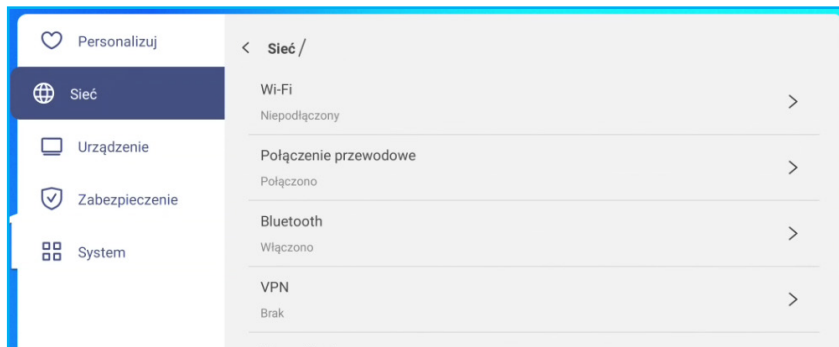 Personalizuj
Sieć
Urządzenie
Zabezpieczenie
System
Sieć /
Wi-Fi
Niepodłączony
Połączenie przewodowe
Połączono
Bluetooth
Włączono
VPN
Brak